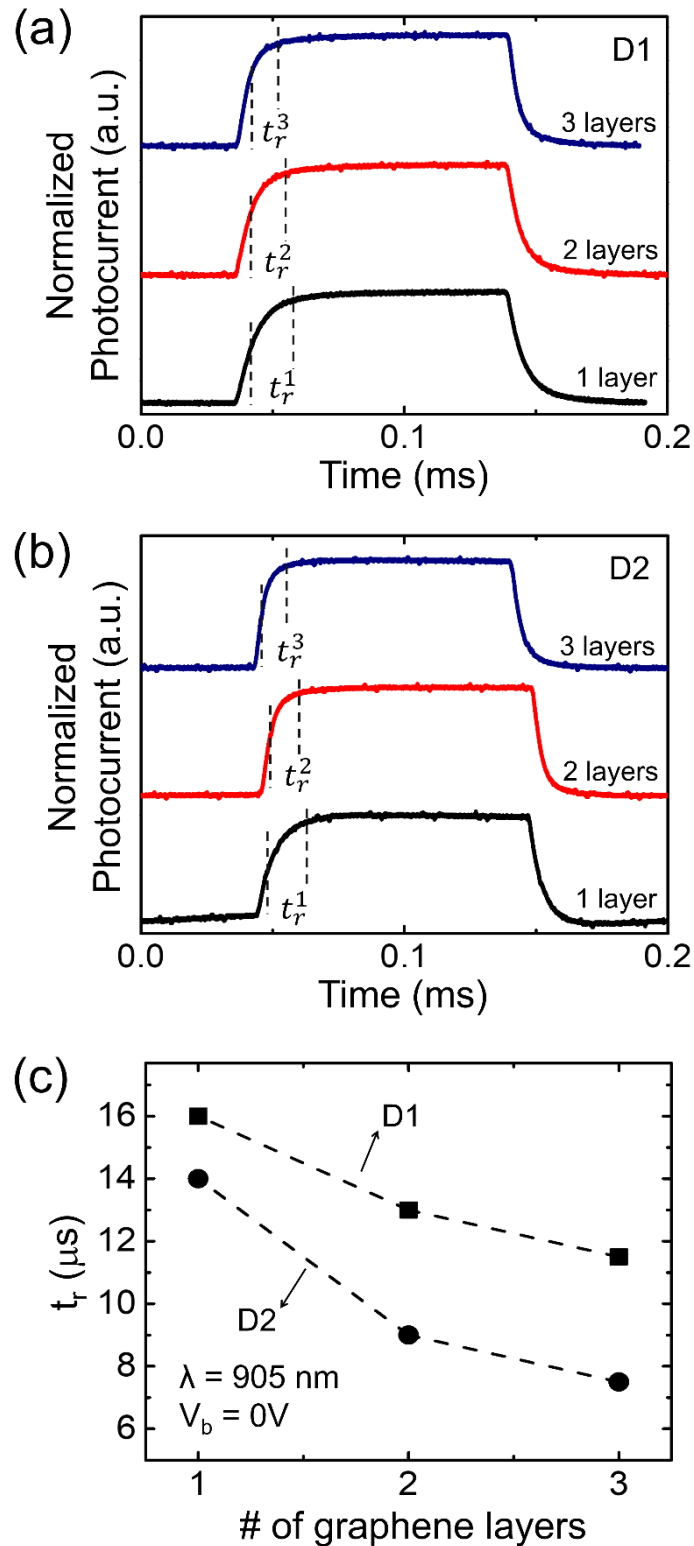 (a)
D1
Normalized
Photocurrent (a.u.)
3 layers
2 layers
1 layer
t_r^3
t_r^2
t_r^1
0.0 0.1 0.2
Time (ms)
(b)
D2
Normalized
Photocurrent (a.u.)
3 layers
2 layers
1 layer
t_r^3
t_r^2
t_r^1
0.0 0.1 0.2
Time (ms)
(c)
t_r (μs)
16
14
12
10
8
6
D1
D2
λ = 905 nm
V_b = 0V
1 2 3
# of graphene layers